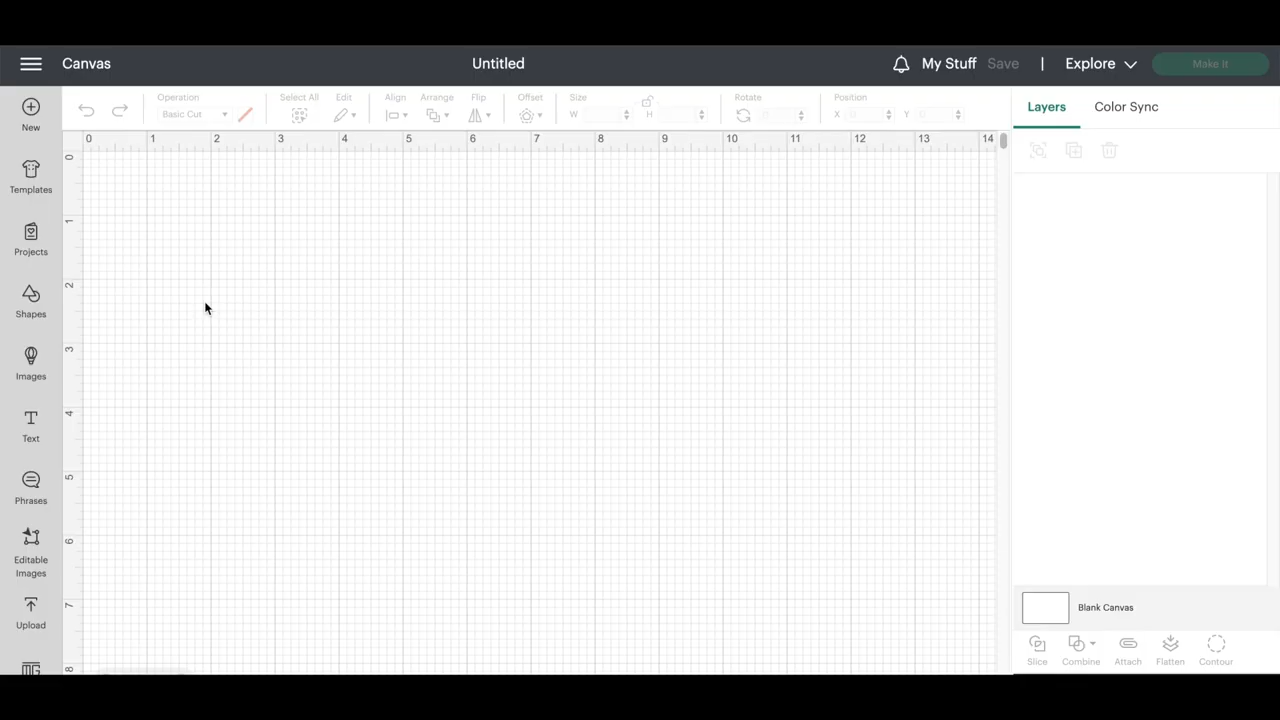 Canvas
Untitled
My Stuff Save | Explore
Make It
Operation Select All Edit Align Arrange Flip Offset Size Rotate Position
Basic Cut W H 0 X 0 Y 0
Layers Color Sync
0 1 2 3 4 5 6 7 8 9 10 11 12 13 14
0
1
2
3
4
5
6
7
8
New
Templates
Projects
Shapes
Images
Text
Phrases
Editable
Images
Upload
Blank Canvas
Slice Combine Attach Flatten Contour